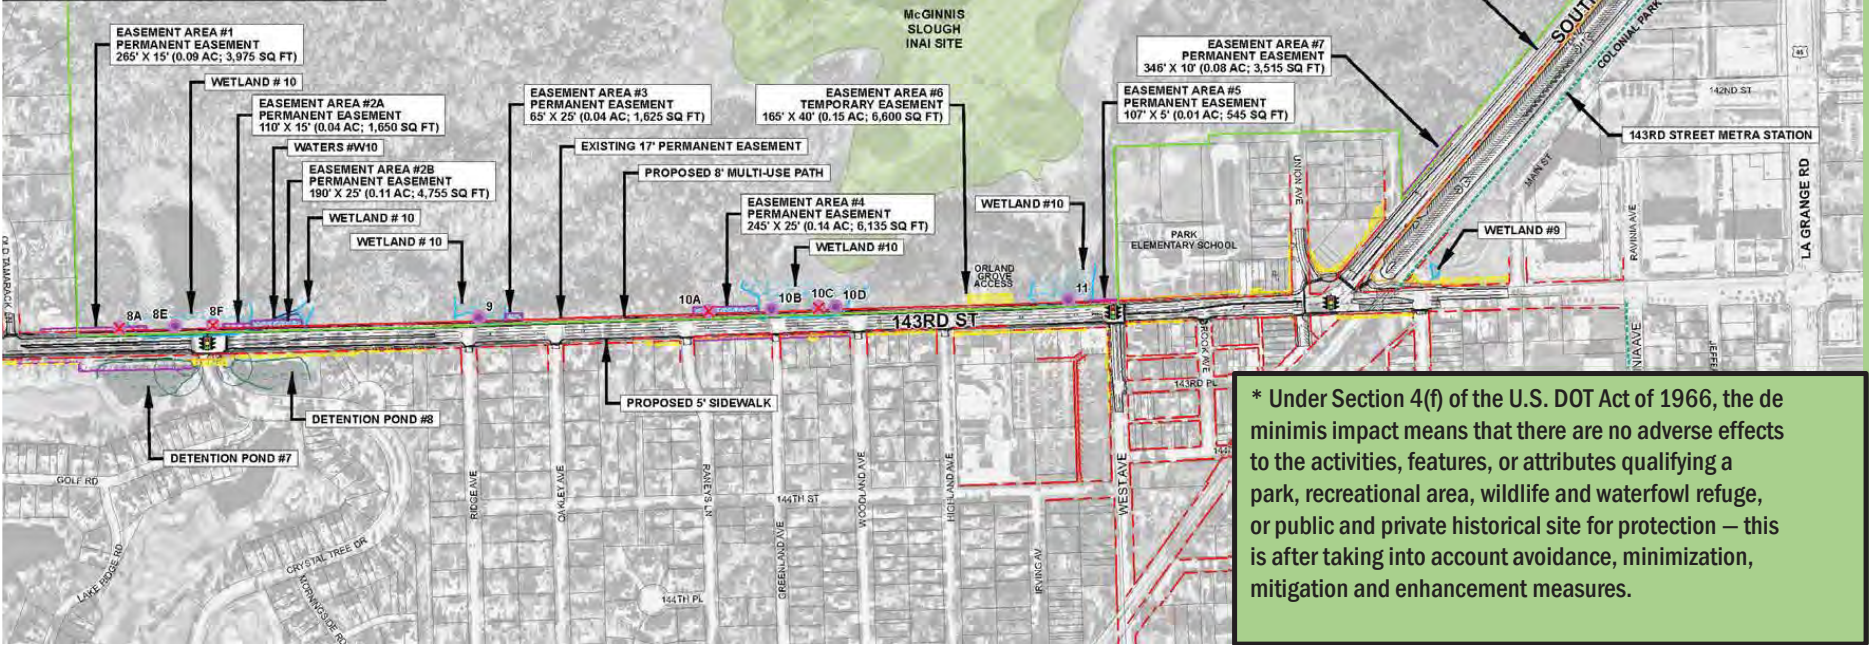 McGINNIS
SLOUGH
INAI SITE
EASEMENT AREA #1
PERMANENT EASEMENT
265' X 15' (0.09 AC; 3,975 SQ FT)
WETLAND # 10
EASEMENT AREA #2A
PERMANENT EASEMENT
110' X 15' (0.04 AC; 1,650 SQ FT)
WATERS #W10
EASEMENT AREA #2B
PERMANENT EASEMENT
190' X 25' (0.11 AC; 4,755 SQ FT)
WETLAND # 10
WETLAND # 10
EASEMENT AREA #3
PERMANENT EASEMENT
65' X 25' (0.04 AC; 1,625 SQ FT)
EXISTING 17' PERMANENT EASEMENT
PROPOSED 8' MULTI-USE PATH
EASEMENT AREA #4
PERMANENT EASEMENT
245' X 25' (0.14 AC; 6,135 SQ FT)
WETLAND #10
EASEMENT AREA #6
TEMPORARY EASEMENT
165' X 40' (0.15 AC; 6,600 SQ FT)
WETLAND #10
EASEMENT AREA #7
PERMANENT EASEMENT
346' X 10' (0.08 AC; 3,515 SQ FT)
EASEMENT AREA #5
PERMANENT EASEMENT
107' X 5' (0.01 AC; 545 SQ FT)
COLONIAL PARK
45
142ND ST
143RD STREET METRA STATION
MAIN ST
UNION AVE
PARK
ELEMENTARY SCHOOL
WETLAND #9
RAVINIA AVE
LA GRANGE RD
ORLAND
GROVE
ACCESS
8A
8E
8F
9
10A
10B
10C
10D
11
143RD ST
PROPOSED 5' SIDEWALK
DETENTION POND #8
DETENTION POND #7
GOLF RD
LAKE RIDGE RD
CRYSTAL TREE DR
MORNINGSIDE RD
RIDGE AVE
OAKLEY AVE
RANEYS LN
144TH ST
144TH PL
GREENLAND AVE
WOODLAND AVE
HIGHLAND AVE
IRVING AV
WEST AVE
143RD PL
* Under Section 4(f) of the U.S. DOT Act of 1966, the de
minimis impact means that there are no adverse effects
to the activities, features, or attributes qualifying a
park, recreational area, wildlife and waterfowl refuge,
or public and private historical site for protection — this
is after taking into account avoidance, minimization,
mitigation and enhancement measures.